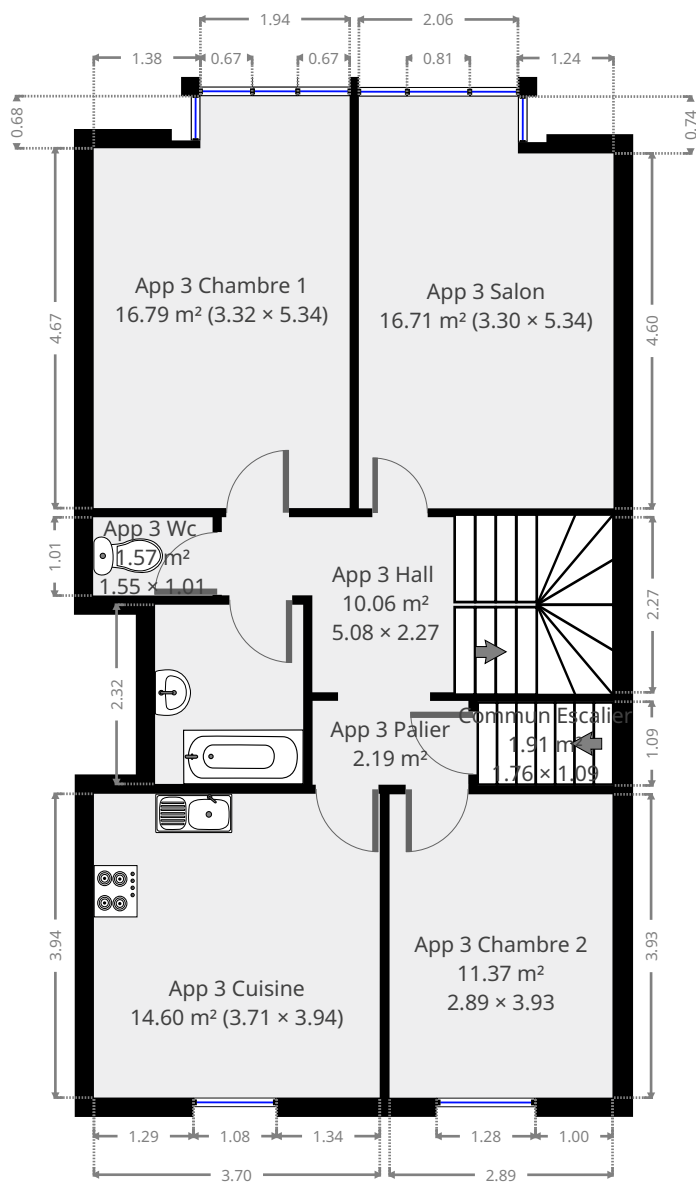 1.94
2.06
1.38
0.67
0.67
0.81
1.24
0.68
0.74
App 3 Chambre 1
16.79 m² (3.32 × 5.34)
App 3 Salon
16.71 m² (3.30 × 5.34)
4.67
4.60
App 3 Wc
1.57 m²
1.55 × 1.01
1.01
App 3 Hall
10.06 m²
5.08 × 2.27
2.27
2.32
App 3 Palier
2.19 m²
Commun Escalier
1.91 m²
1.76 × 1.09
1.09
3.94
App 3 Cuisine
14.60 m² (3.71 × 3.94)
App 3 Chambre 2
11.37 m²
2.89 × 3.93
3.93
1.29
1.08
1.34
1.28
1.00
3.70
2.89